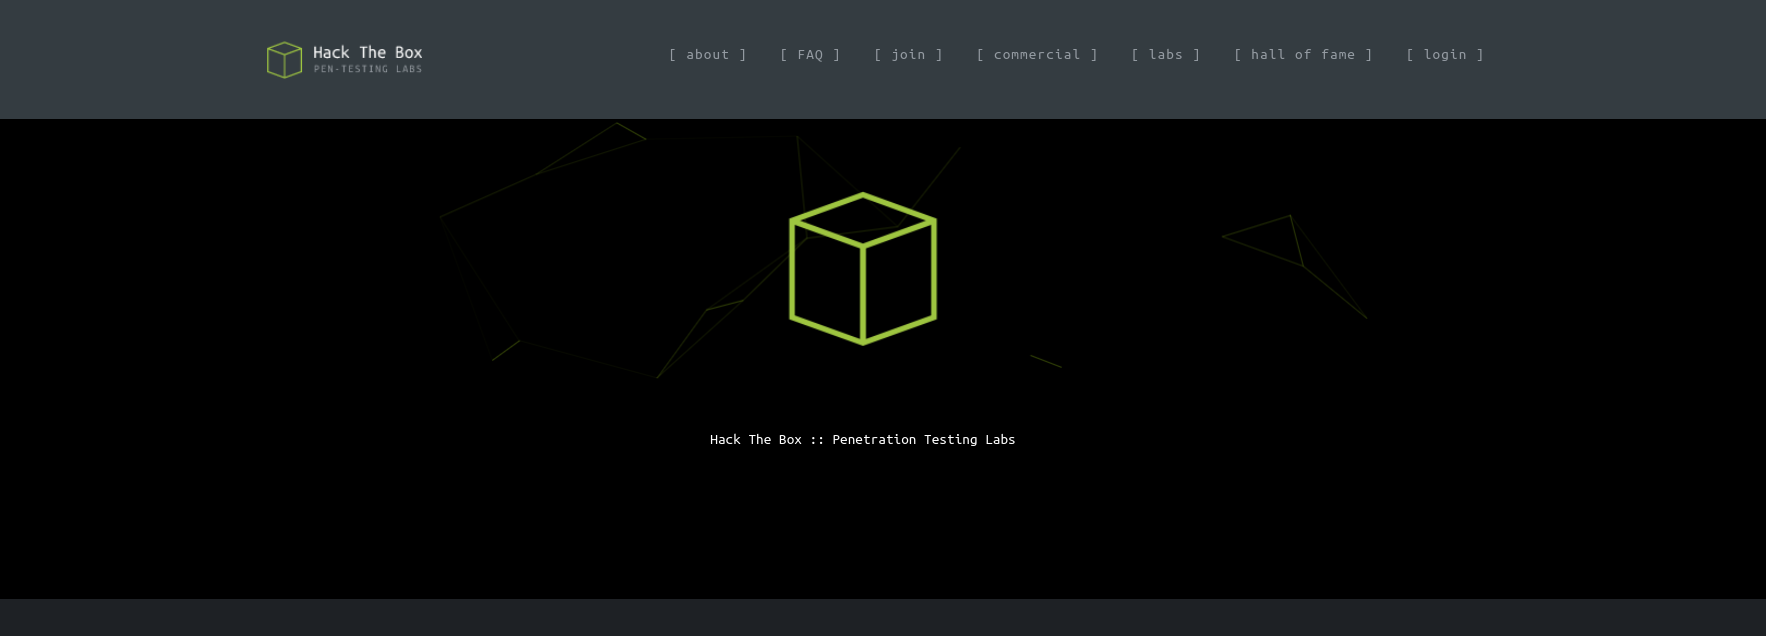 Hack The Box
PEN-TESTING LABS
[ about ] [ FAQ ] [ join ] [ commercial ] [ labs ] [ hall of fame ] [ login ]
Hack The Box :: Penetration Testing Labs